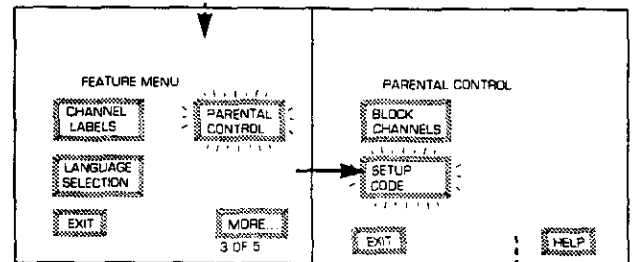 FEATURE MENU
CHANNEL
LABELS
PARENTAL
CONTROL
LANGUAGE
SELECTION
EXIT
MORE...
3 OF 5
PARENTAL CONTROL
BLOCK
CHANNELS
SETUP
CODE
EXIT
HELP